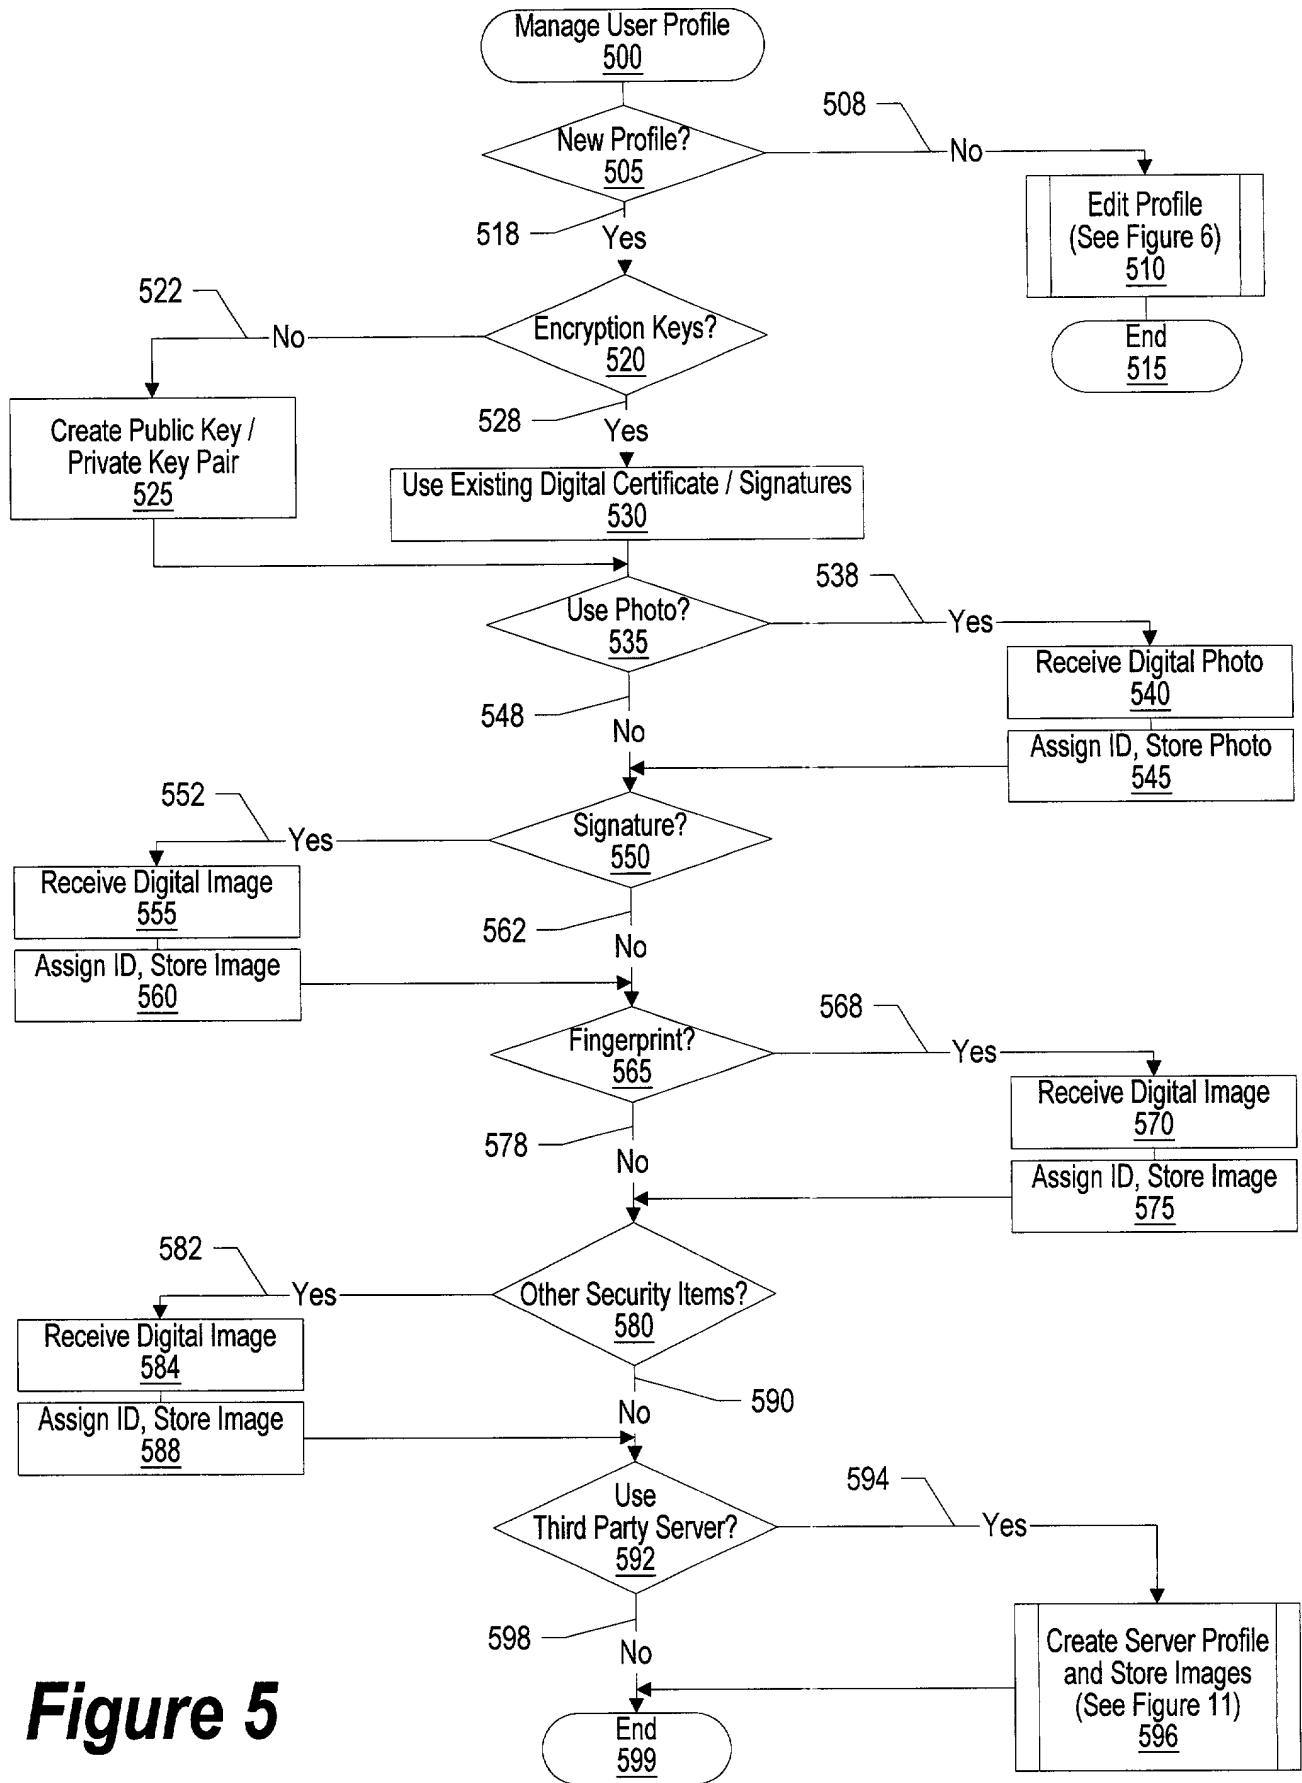 Manage User Profile
500
508
New Profile?
505
No
Edit Profile
(See Figure 6)
510
518
Yes
End
515
522
No
Encryption Keys?
520
528
Yes
Create Public Key /
Private Key Pair
525
Use Existing Digital Certificate / Signatures
530
538
Use Photo?
535
Yes
Receive Digital Photo
540
548
No
Assign ID, Store Photo
545
552
Yes
Signature?
550
Receive Digital Image
555
562
No
Assign ID, Store Image
560
568
Fingerprint?
565
Yes
Receive Digital Image
570
578
No
Assign ID, Store Image
575
582
Yes
Other Security Items?
580
Receive Digital Image
584
590
No
Assign ID, Store Image
588
594
Use
Third Party Server?
592
Yes
598
No
Create Server Profile
and Store Images
(See Figure 11)
596
End
599
Figure 5